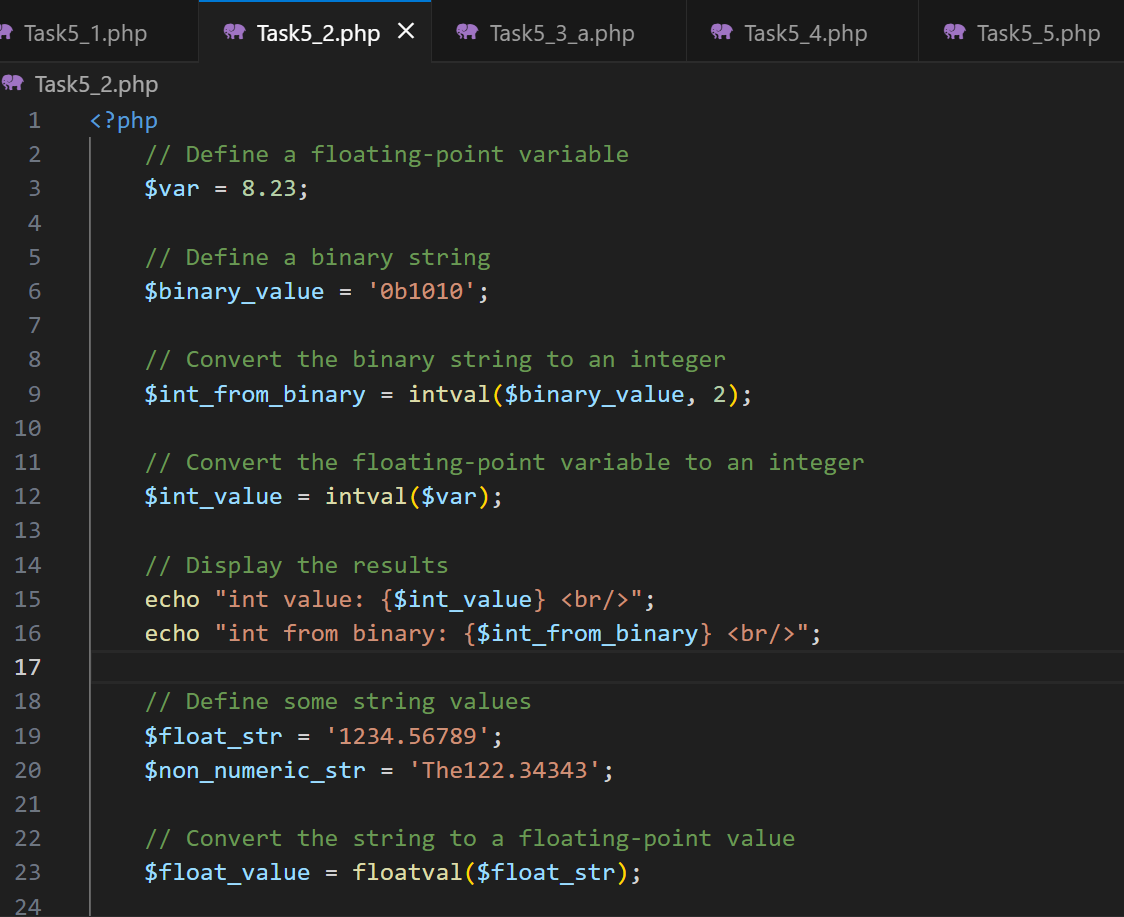 Task5_1.php Task5_2.php Task5_3_a.php Task5_4.php Task5_5.php
Task5_2.php
1 <?php
2 // Define a floating-point variable
3 $var = 8.23;
4
5 // Define a binary string
6 $binary_value = '0b1010';
7
8 // Convert the binary string to an integer
9 $int_from_binary = intval($binary_value, 2);
10
11 // Convert the floating-point variable to an integer
12 $int_value = intval($var);
13
14 // Display the results
15 echo "int value: {$int_value} <br/>";
16 echo "int from binary: {$int_from_binary} <br/>";
17
18 // Define some string values
19 $float_str = '1234.56789';
20 $non_numeric_str = 'The122.34343';
21
22 // Convert the string to a floating-point value
23 $float_value = floatval($float_str);
24